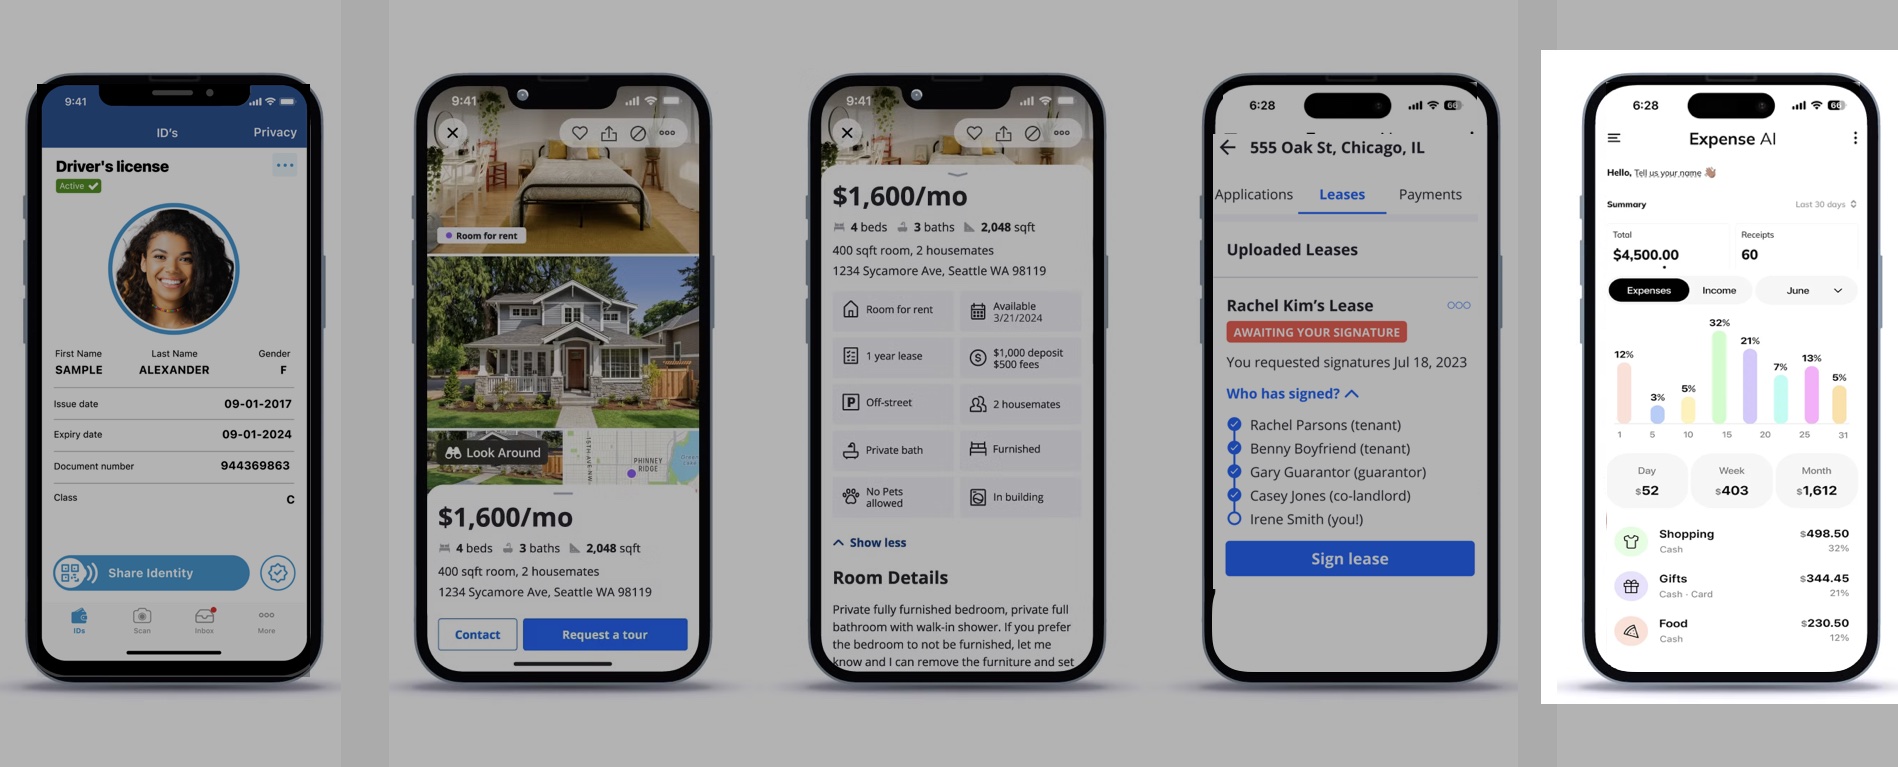 9:41
ID's
Privacy
Driver's license
Active
First Name Last Name Gender
SAMPLE ALEXANDER F
Issue date 09-01-2017
Expiry date 09-01-2024
Document number 944369863
Class C
Share Identity
IDs Scan Inbox More
9:41
Room for rent
Look Around
PHINNEY
RIDGE
$1,600/mo
4 beds 3 baths 2,048 sqft
400 sqft room, 2 housemates
1234 Sycamore Ave, Seattle WA 98119
Contact Request a tour
9:41
$1,600/mo
4 beds 3 baths 2,048 sqft
400 sqft room, 2 housemates
1234 Sycamore Ave, Seattle WA 98119
Room for rent
Available
3/21/2024
1 year lease
$1,000 deposit
$500 fees
Off-street
2 housemates
Private bath
Furnished
No Pets
allowed
In building
Show less
Room Details
Private fully furnished bedroom, private full
bathroom with walk-in shower. If you prefer
the bedroom to not be furnished, let me
know and I can remove the furniture and set
6:28
555 Oak St, Chicago, IL
Applications Leases Payments
Uploaded Leases
Rachel Kim's Lease
AWAITING YOUR SIGNATURE
You requested signatures Jul 18, 2023
Who has signed?
Rachel Parsons (tenant)
Benny Boyfriend (tenant)
Gary Guarantor (guarantor)
Casey Jones (co-landlord)
Irene Smith (you!)
Sign lease
6:28
Expense AI
Hello, Tell us your name
Summary Last 30 days
Total Receipts
$4,500.00 60
Expenses Income June
12% 3% 5% 32% 21% 7% 13% 5%
1 5 10 15 20 25 31
Day Week Month
$52 $403 $1,612
Shopping $498.50
Cash 32%
Gifts $344.45
Cash · Card 21%
Food $230.50
Cash 12%